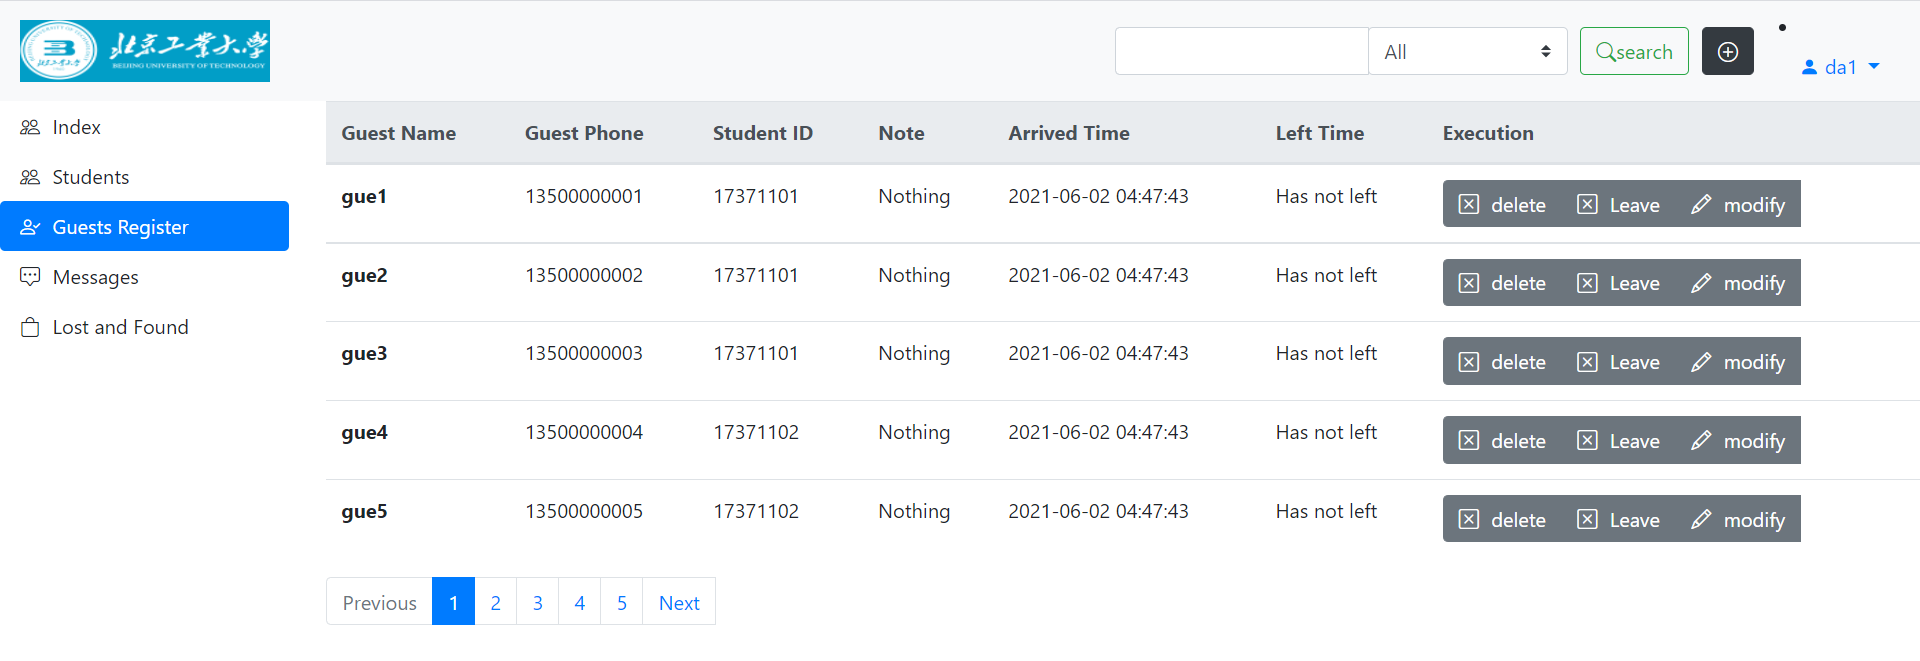 北京工业大学
BEIJING UNIVERSITY OF TECHNOLOGY
All
search
da1
Index
Students
Guests Register
Messages
Lost and Found
Guest Name Guest Phone Student ID Note Arrived Time Left Time Execution
gue1 13500000001 17371101 Nothing 2021-06-02 04:47:43 Has not left delete Leave modify
gue2 13500000002 17371101 Nothing 2021-06-02 04:47:43 Has not left delete Leave modify
gue3 13500000003 17371101 Nothing 2021-06-02 04:47:43 Has not left delete Leave modify
gue4 13500000004 17371102 Nothing 2021-06-02 04:47:43 Has not left delete Leave modify
gue5 13500000005 17371102 Nothing 2021-06-02 04:47:43 Has not left delete Leave modify
Previous 1 2 3 4 5 Next